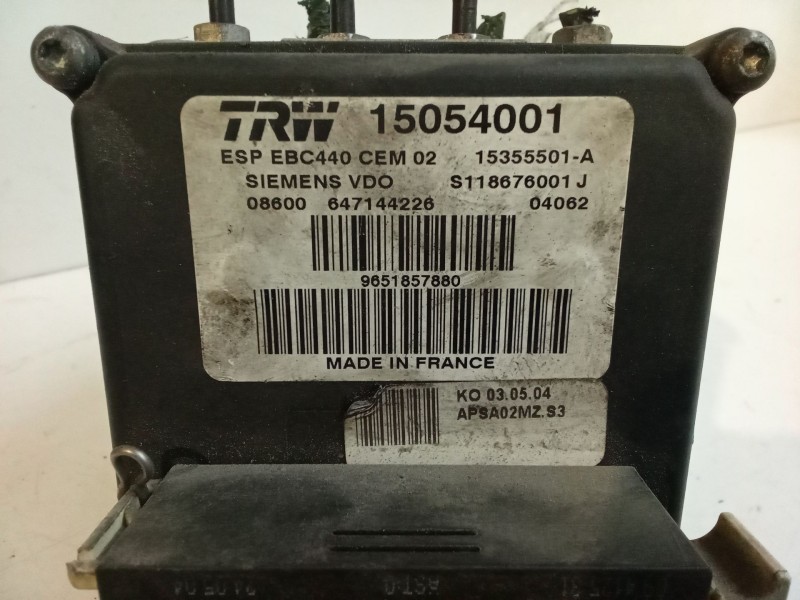 TRW 15054001
ESP EBC440 CEM 02 15355501-A
SIEMENS VDO S118676001 J
08600 647144226 04062
9651857880
MADE IN FRANCE
KO 03.05.04
APSA02MZ.S3